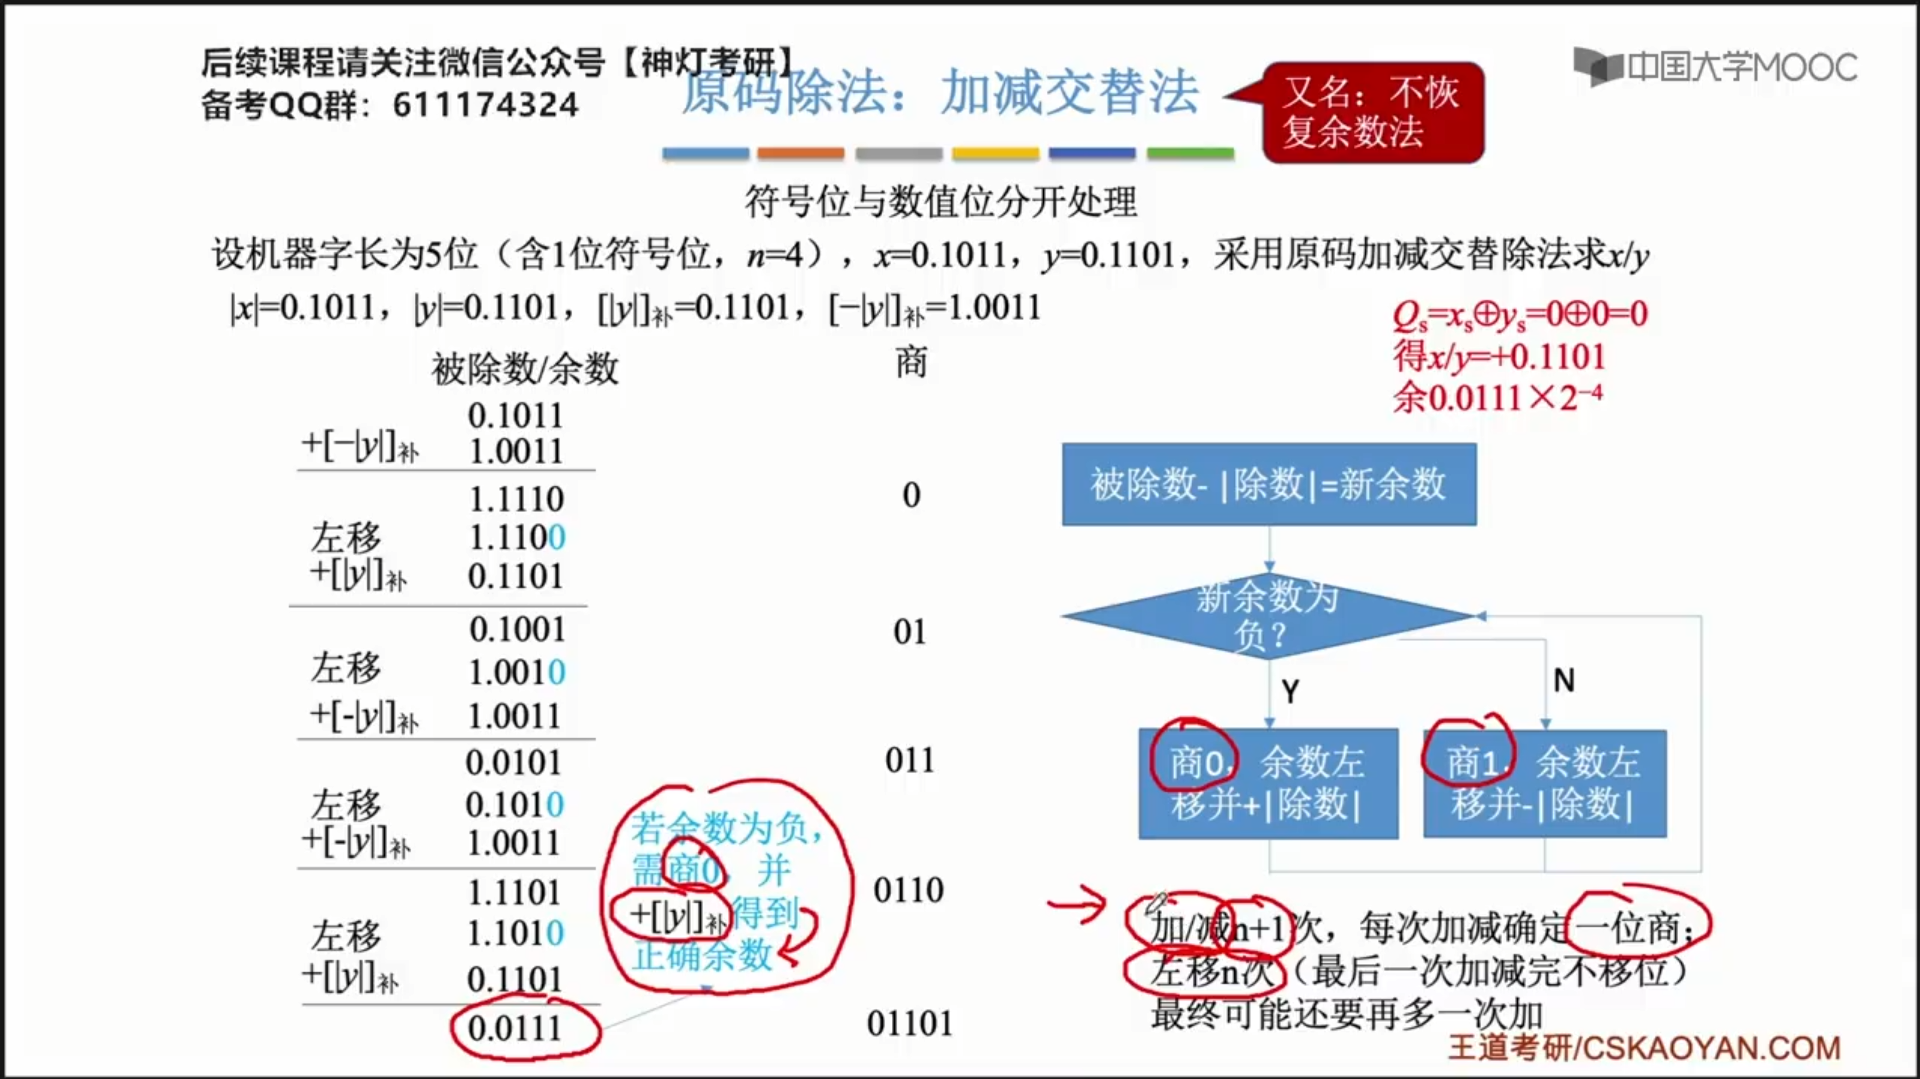 后续课程请关注微信公众号【神灯考研】
备考QQ群：611174324
原码除法：加减交替法
又名：不恢
复余数法
中国大学MOOC
符号位与数值位分开处理
设机器字长为5位（含1位符号位，n=4），x=0.1011，y=0.1101，采用原码加减交替除法求x/y
|x|=0.1011，|y|=0.1101，[|y|]补=0.1101，[−|y|]补=1.0011
Qs=xs⊕ys=0⊕0=0
得x/y=+0.1101
余0.0111×2⁻⁴
被除数/余数 商
0.1011
+[−|y|]补 1.0011
1.1110 0
左移 1.1100
+[|y|]补 0.1101
0.1001 01
左移 1.0010
+[-|y|]补 1.0011
0.0101 011
左移 0.1010
+[-|y|]补 1.0011
1.1101 0110
左移 1.1010
+[|y|]补 0.1101
0.0111 01101
若余数为负，
需商0，并
+[|y|]补得到
正确余数
被除数- |除数|=新余数
新余数为
负？
Y
N
商0，余数左
移并+|除数|
商1，余数左
移并-|除数|
加/减n+1次，每次加减确定一位商；
左移n次（最后一次加减完不移位）
最终可能还要再多一次加
王道考研/CSKAOYAN.COM